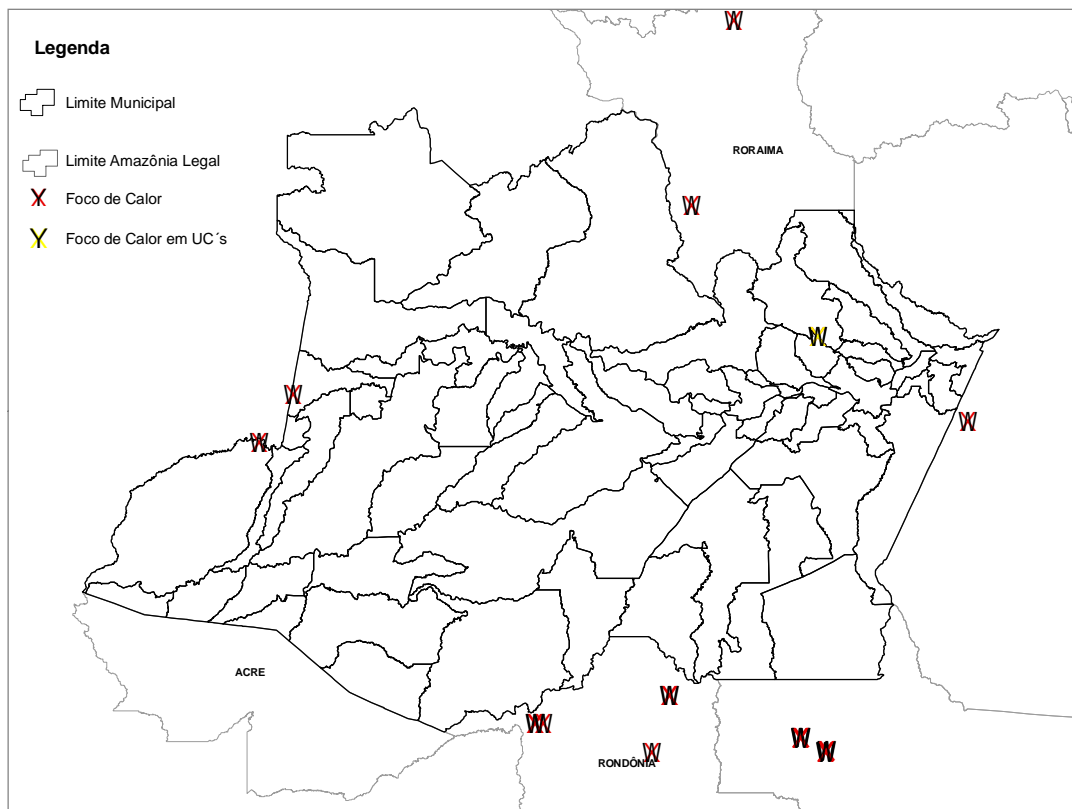 Legenda
Limite Municipal
Limite Amazônia Legal
Foco de Calor
Foco de Calor em UC´s
RORAIMA
ACRE
RONDÔNIA